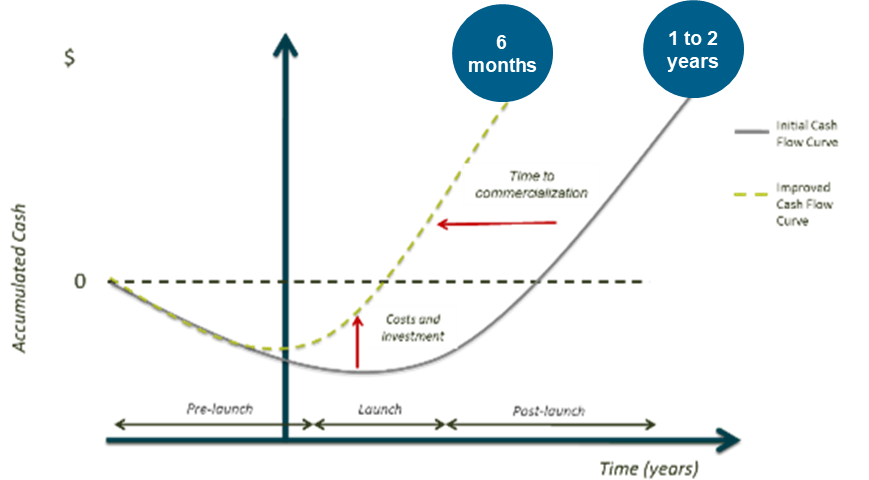 $
6
months
1 to 2
years
Initial Cash
Flow Curve
Improved
Cash Flow
Curve
Time to
commercialization
Accumulated Cash
0
Costs and
investment
Pre-launch
Launch
Post-launch
Time (years)